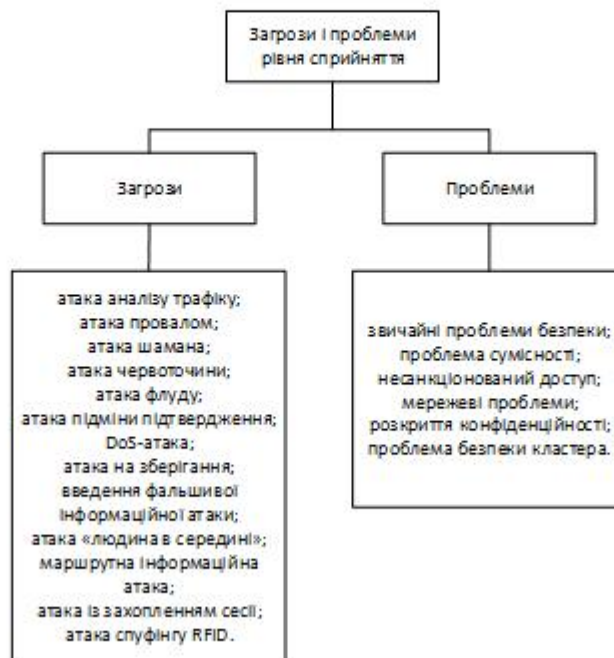 Загрози і проблеми
рівня сприйняття
Загрози
Проблеми
атака аналізу трафіку;
атака провалом;
атака шамана;
атака червоточини;
атака флуду;
атака підміни підтвердження;
DoS-атака;
атака на зберігання;
введення фальшивої
інформаційної атаки;
атака «людина в середині»;
маршрутна інформаційна
атака;
атака із захопленням сесії;
атака спуфінгу RFID.
звичайні проблеми безпеки;
проблема сумісності;
несанкціонований доступ;
мережеві проблеми;
розкриття конфіденційності;
проблема безпеки кластера.